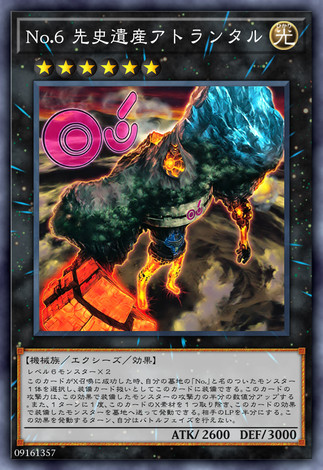 No.6 先史遺産アトランタル
光
06
06
【機械族／エクシーズ／効果】
レベル６モンスター×２
このカードがX召喚に成功した時、自分の墓地の「No.」と名のついたモンスター
１体を選択し、装備カード扱いとしてこのカードに装備できる。このカードの
攻撃力は、この効果で装備したモンスターの攻撃力の半分の数値分アップす
る。また、１ターンに１度、このカードのX素材を１つ取り除き、このカードの効果
で装備したモンスターを墓地へ送って発動できる。相手のLPを半分にする。こ
の効果を発動するターン、自分はバトルフェイズを行えない。
ATK/ 2600 DEF/3000
09161357